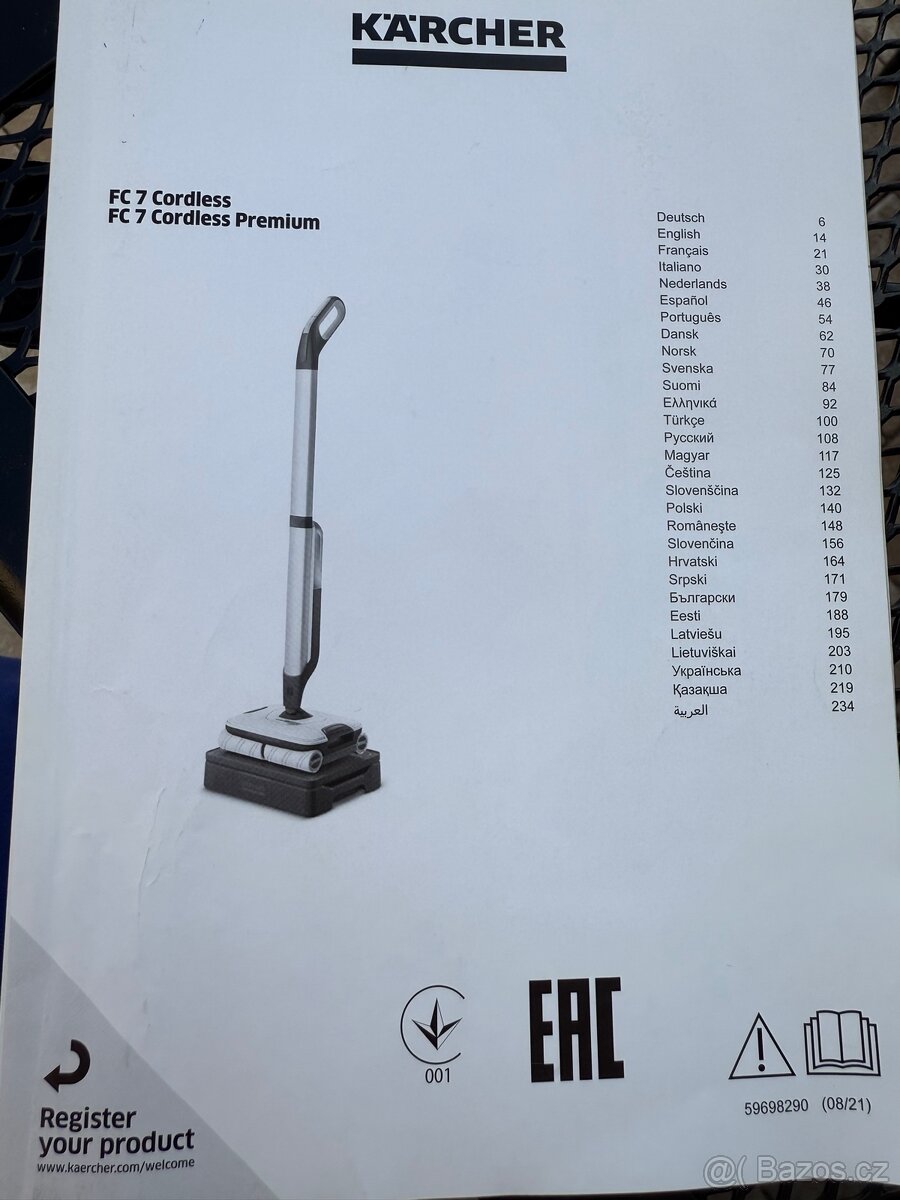 KÄRCHER
FC 7 Cordless
FC 7 Cordless Premium
Deutsch 6
English 14
Français 21
Italiano 30
Nederlands 38
Español 46
Português 54
Dansk 62
Norsk 70
Svenska 77
Suomi 84
Ελληνικά 92
Türkçe 100
Русский 108
Magyar 117
Čeština 125
Slovenščina 132
Polski 140
Româneşte 148
Slovenčina 156
Hrvatski 164
Srpski 171
Български 179
Eesti 188
Latviešu 195
Lietuviškai 203
Українська 210
Қазақша 219
العربية 234
001
EAC
59698290 (08/21)
Register
your product
www.kaercher.com/welcome
@( Bazos.cz